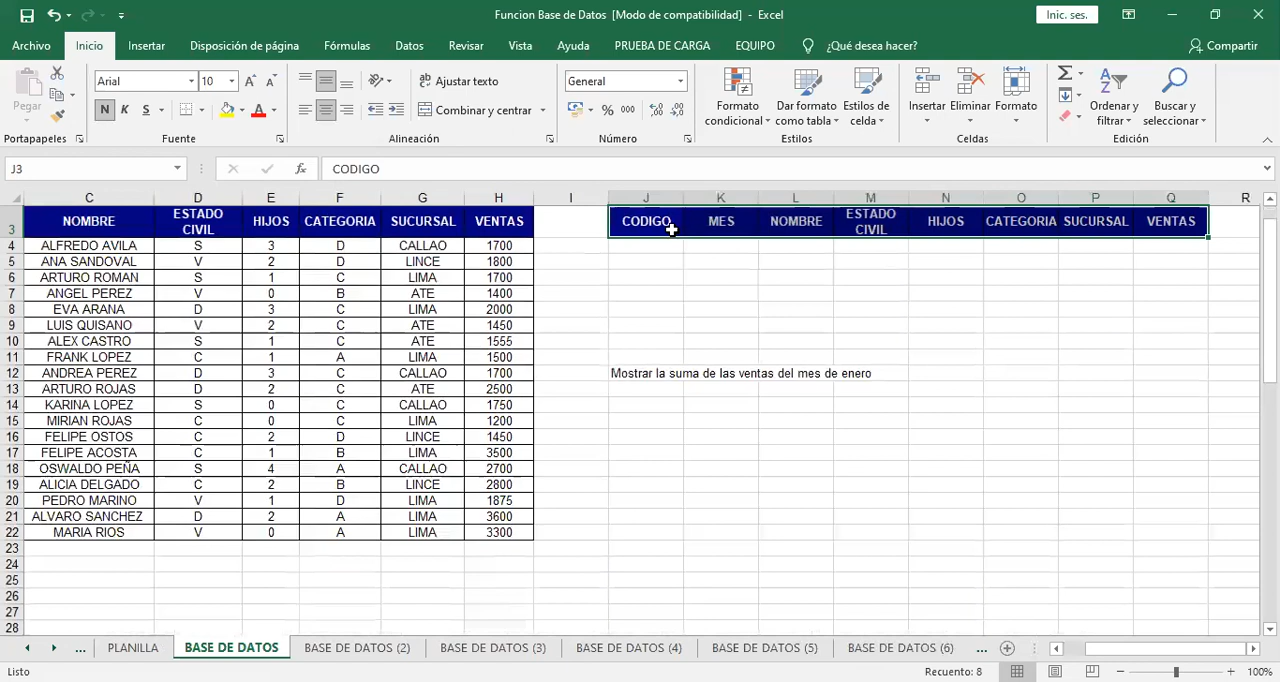 Funcion Base de Datos [Modo de compatibilidad] - Excel
Inic. ses.
Archivo Inicio Insertar Disposición de página Fórmulas Datos Revisar Vista Ayuda PRUEBA DE CARGA EQUIPO ¿Qué desea hacer? Compartir
Pegar
Arial 10
N K S
Ajustar texto
Combinar y centrar
General
% 000
Formato condicional
Dar formato como tabla
Estilos de celda
Insertar Eliminar Formato
Ordenar y filtrar
Buscar y seleccionar
Portapapeles Fuente Alineación Número Estilos Celdas Edición
J3 fx CODIGO
C D E F G H I J K L M N O P Q R
3 NOMBRE ESTADO CIVIL HIJOS CATEGORIA SUCURSAL VENTAS CODIGO MES NOMBRE ESTADO CIVIL HIJOS CATEGORIA SUCURSAL VENTAS
4 ALFREDO AVILA S 3 D CALLAO 1700
5 ANA SANDOVAL V 2 D LINCE 1800
6 ARTURO ROMAN S 1 C LIMA 1700
7 ANGEL PEREZ V 0 B ATE 1400
8 EVA ARANA D 3 C LIMA 2000
9 LUIS QUISANO V 2 C ATE 1450
10 ALEX CASTRO S 1 C ATE 1555
11 FRANK LOPEZ C 1 A LIMA 1500
12 ANDREA PEREZ D 3 C CALLAO 1700 Mostrar la suma de las ventas del mes de enero
13 ARTURO ROJAS D 2 C ATE 2500
14 KARINA LOPEZ S 0 C CALLAO 1750
15 MIRIAN ROJAS C 0 C LIMA 1200
16 FELIPE OSTOS C 2 D LINCE 1450
17 FELIPE ACOSTA C 1 B LIMA 3500
18 OSWALDO PEÑA S 4 A CALLAO 2700
19 ALICIA DELGADO C 2 B LINCE 2800
20 PEDRO MARINO V 1 D LIMA 1875
21 ALVARO SANCHEZ D 2 A LIMA 3600
22 MARIA RIOS V 0 A LIMA 3300
23
24
25
26
27
28
... PLANILLA BASE DE DATOS BASE DE DATOS (2) BASE DE DATOS (3) BASE DE DATOS (4) BASE DE DATOS (5) BASE DE DATOS (6) ...
Listo Recuento: 8 100%